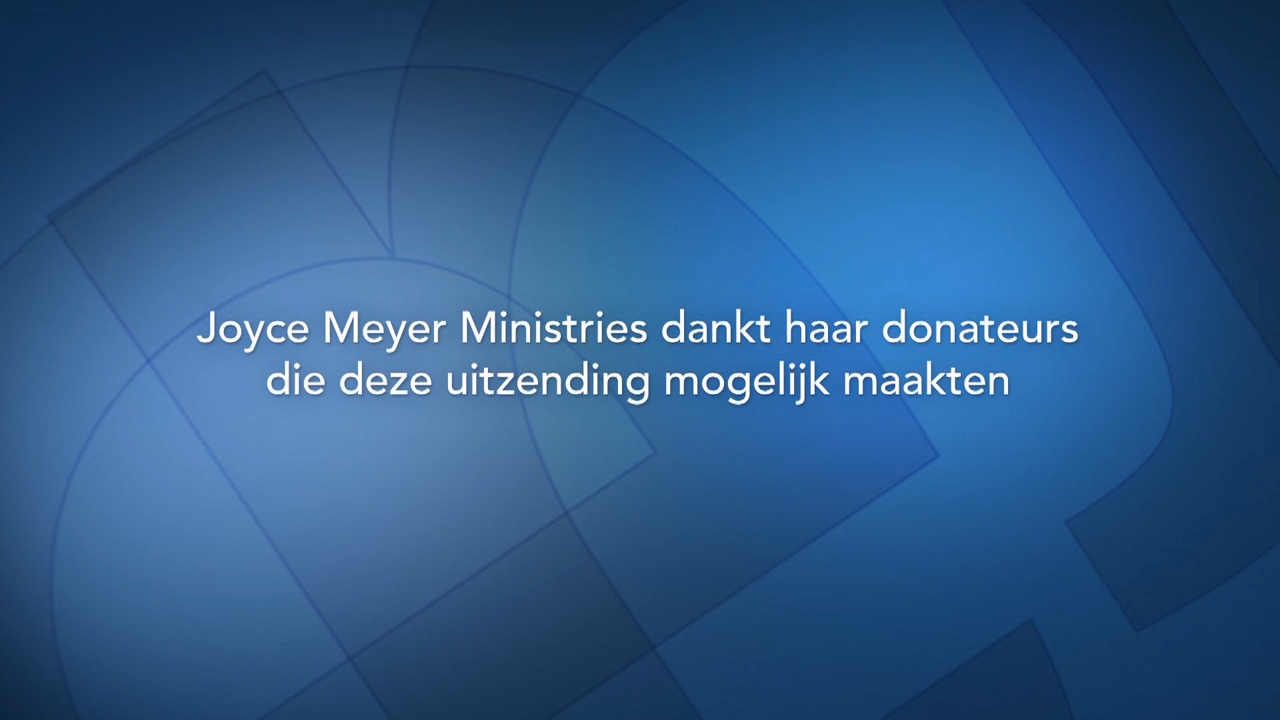 Joyce Meyer Ministries dankt haar donateurs
die deze uitzending mogelijk maakten